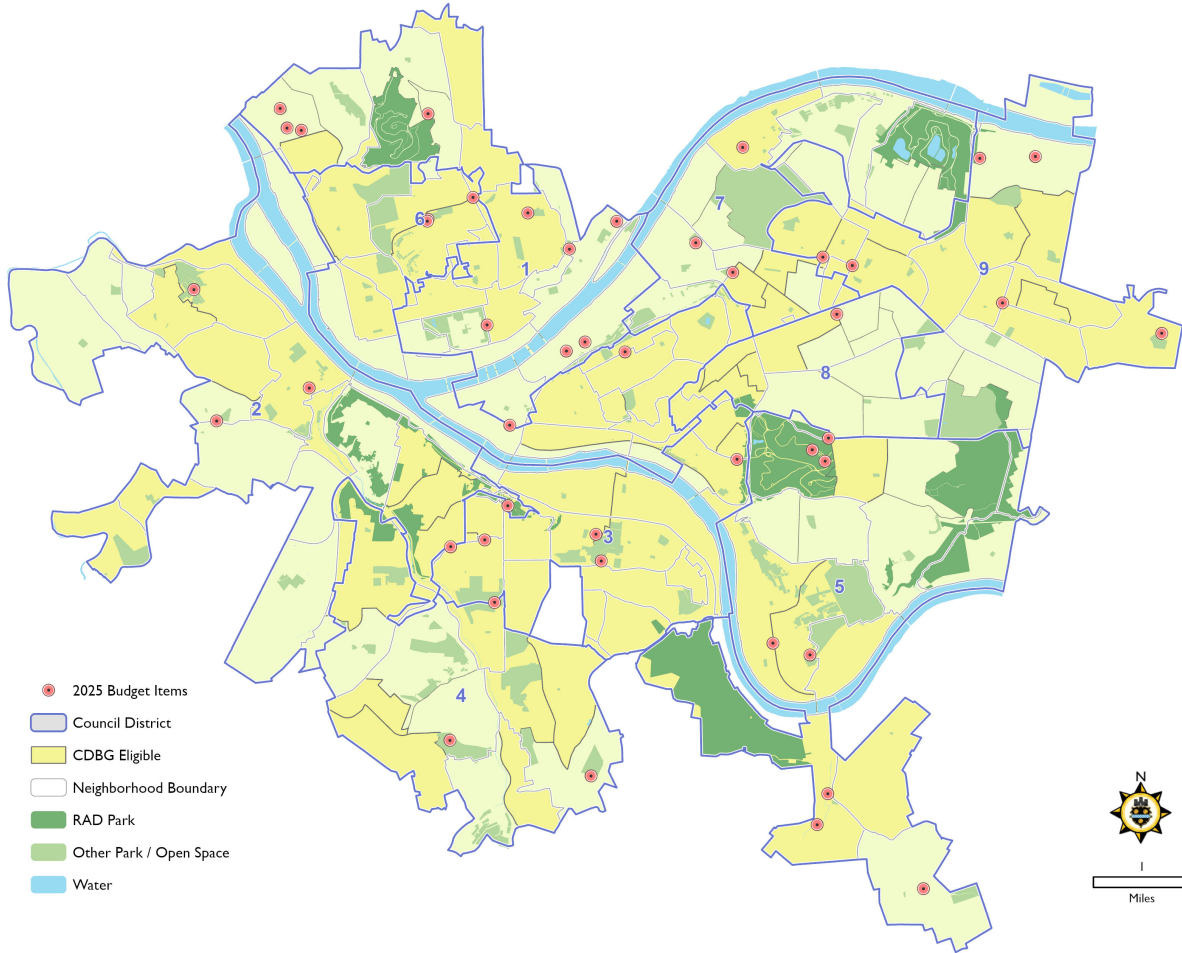 6
1
7
9
2
8
3
5
4
2025 Budget Items
Council District
CDBG Eligible
Neighborhood Boundary
RAD Park
Other Park / Open Space
Water
N
1
Miles